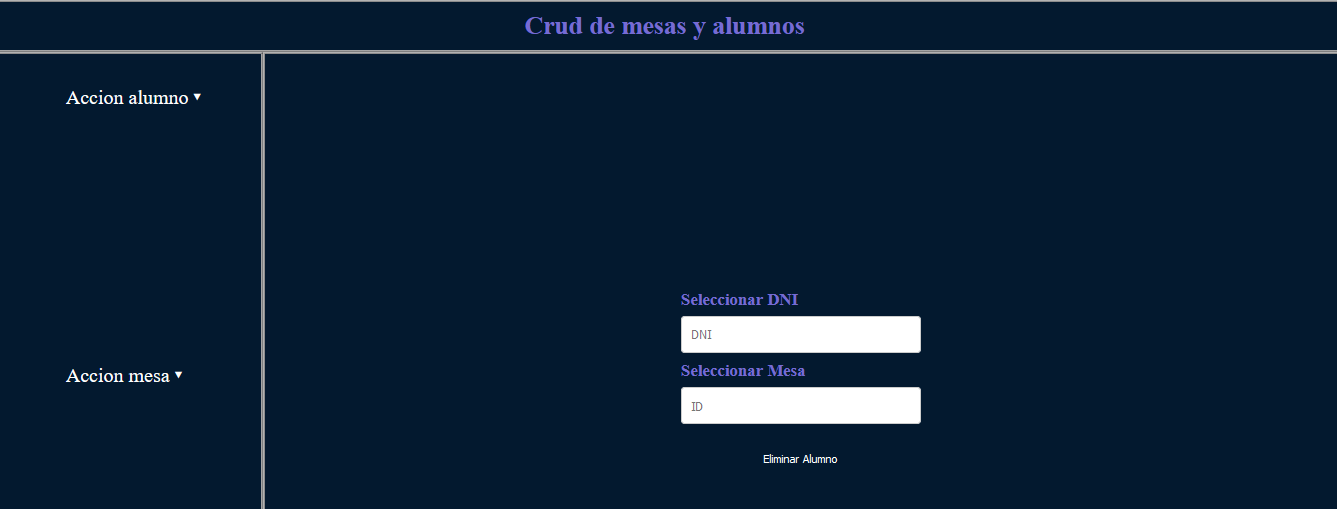 Crud de mesas y alumnos
Accion alumno ▾
Accion mesa ▾
Seleccionar DNI
DNI
Seleccionar Mesa
ID
Eliminar Alumno